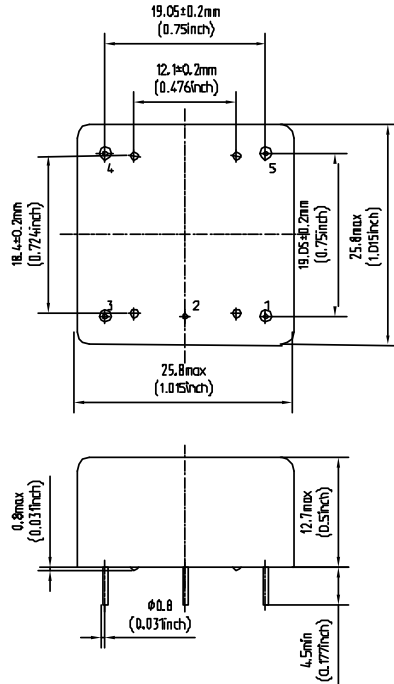 19.05±0.2mm
(0.75inch)
12.1±0.2mm
(0.476inch)
4
5
18.4±0.2mm
(0.724inch)
19.05±0.2mm
(0.75inch)
25.8max
(1.015inch)
3
2
1
25.8max
(1.015inch)
0.8max
(0.031inch)
12.7max
(0.5inch)
φ0.8
(0.031inch)
4.5min
(0.177inch)